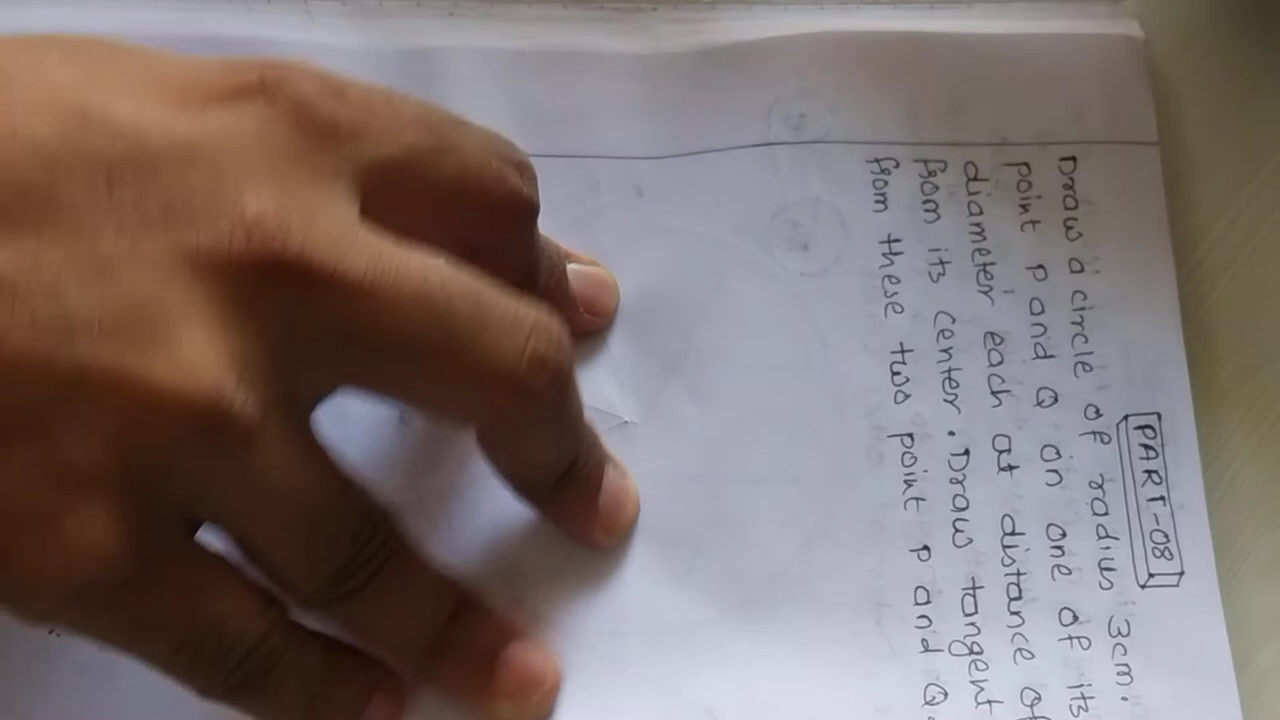 PART-08
Draw a circle of radius 3cm.
point P and Q on one of its
diameter each at distance of
from its center. Draw tangent
from these two point P and Q.